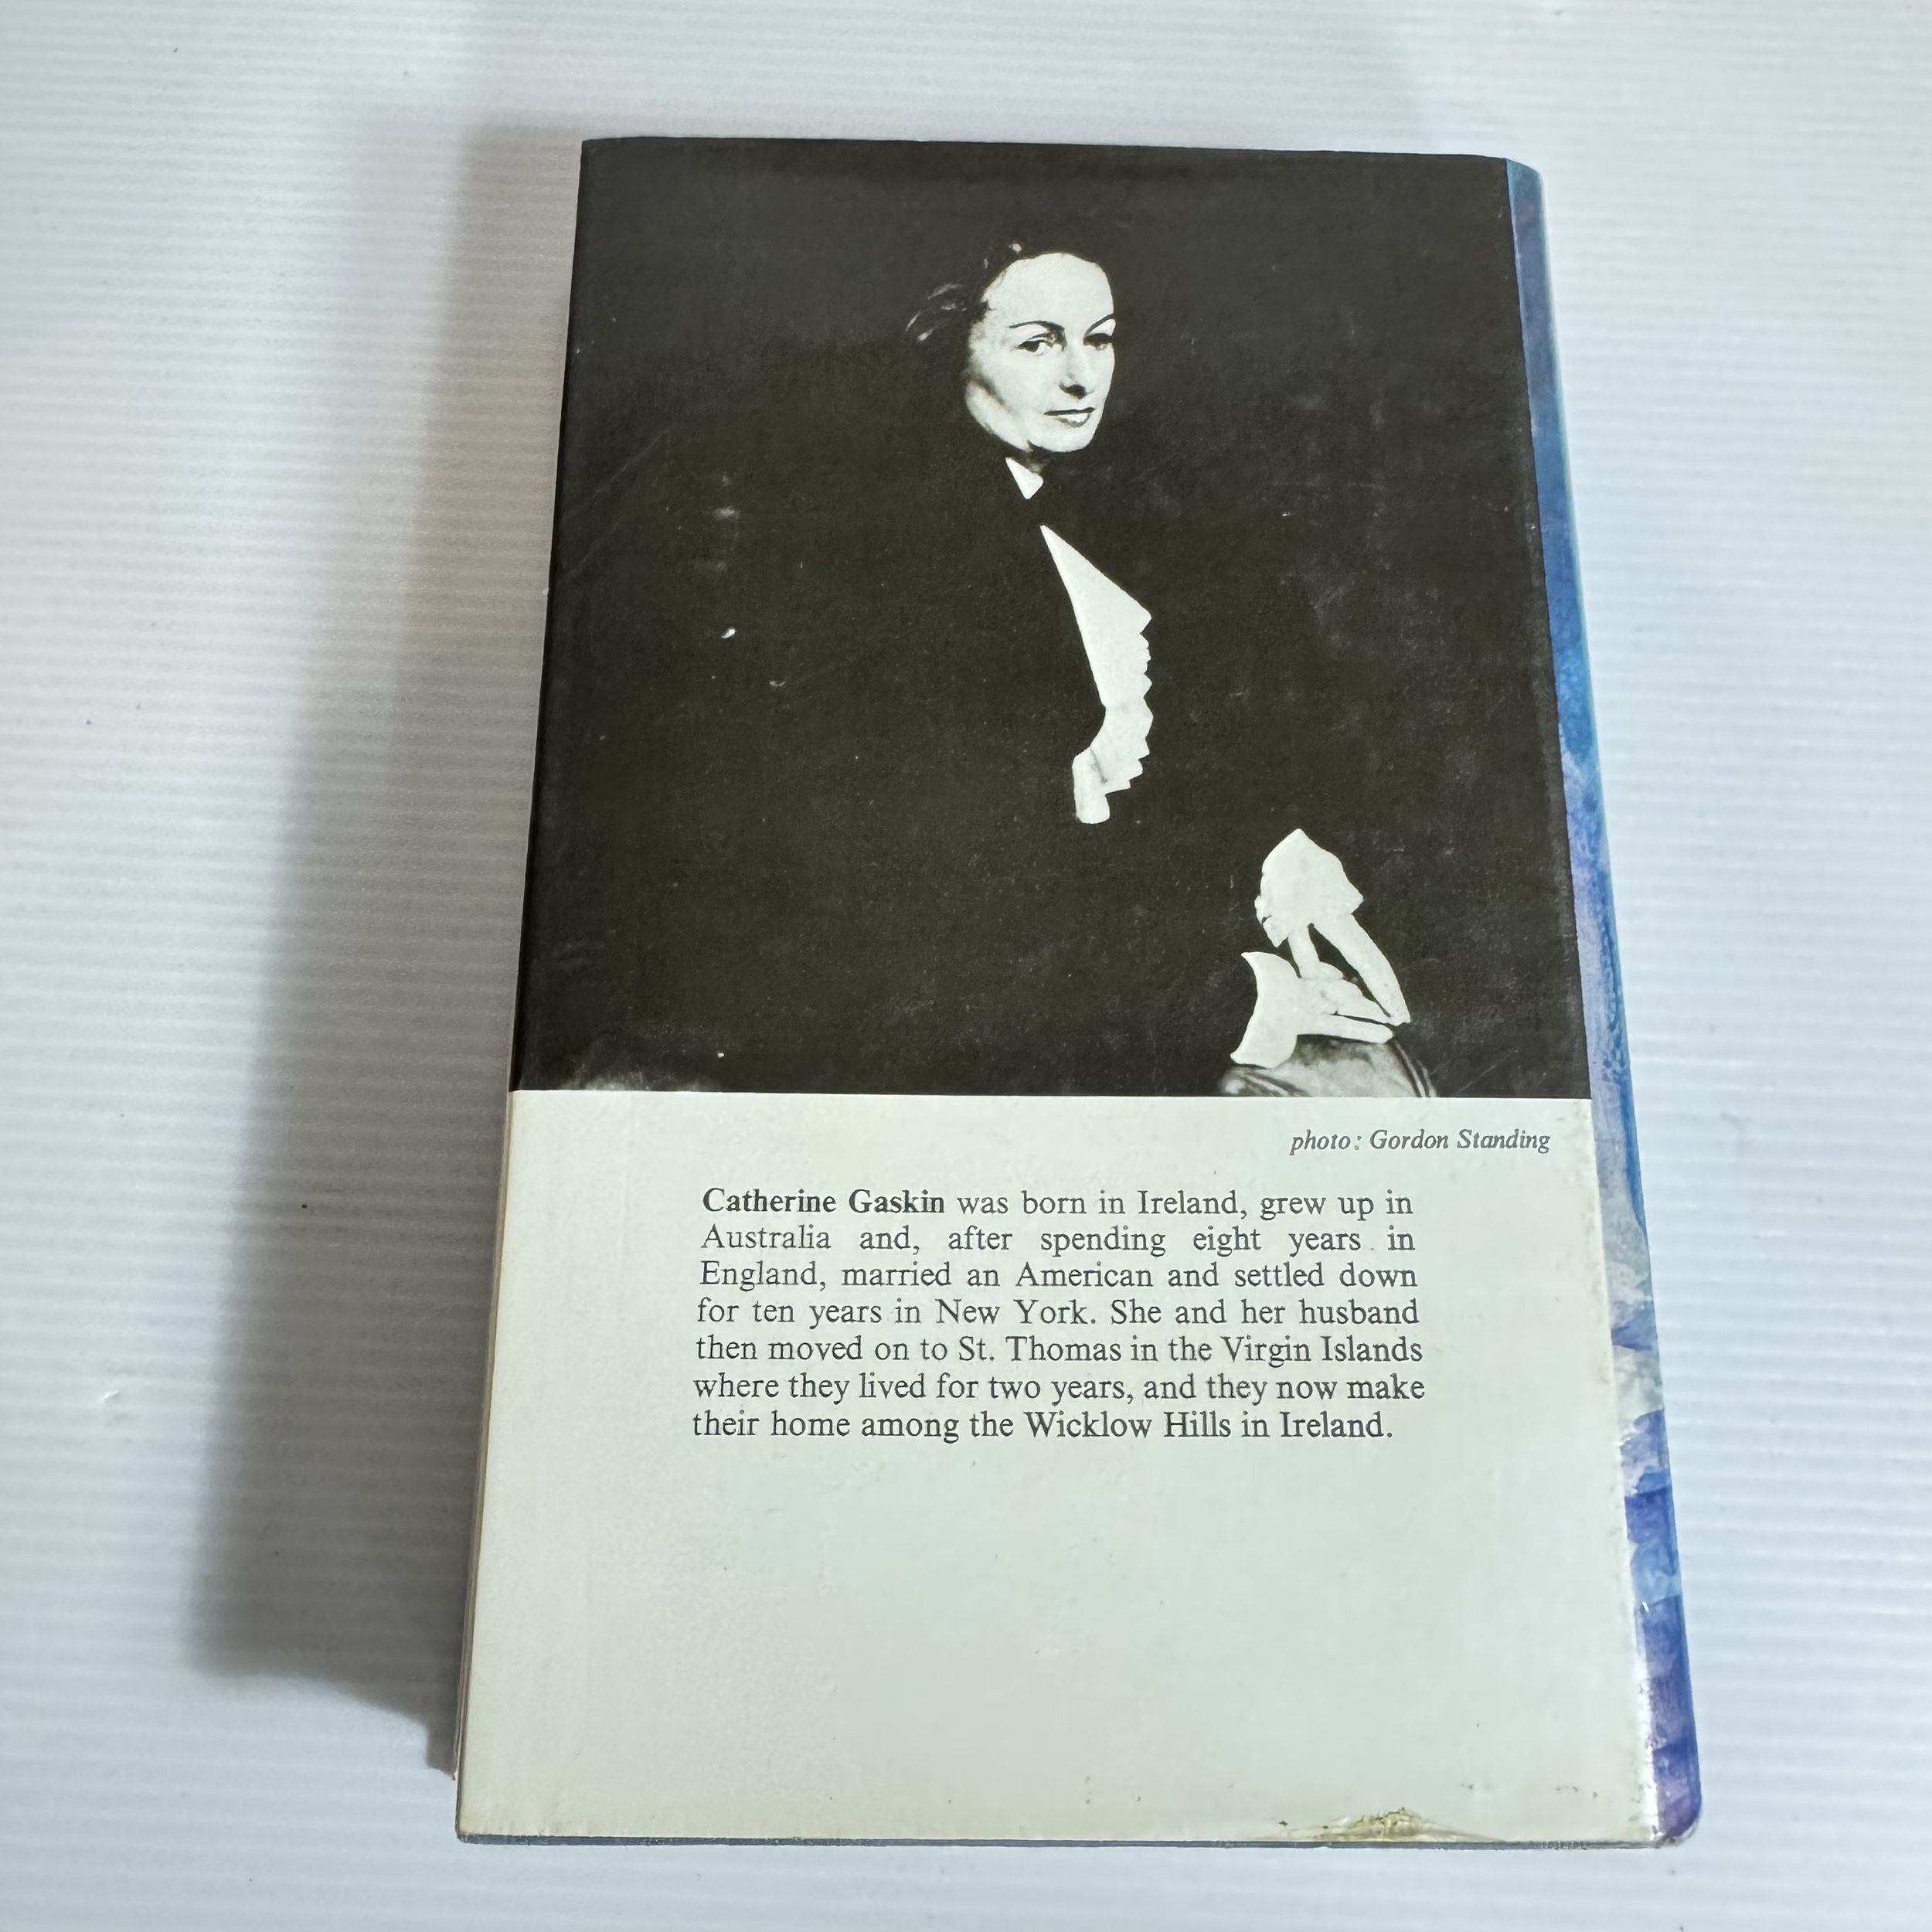 photo: Gordon Standing
Catherine Gaskin was born in Ireland, grew up in
Australia and, after spending eight years in
England, married an American and settled down
for ten years in New York. She and her husband
then moved on to St. Thomas in the Virgin Islands
where they lived for two years, and they now make
their home among the Wicklow Hills in Ireland.